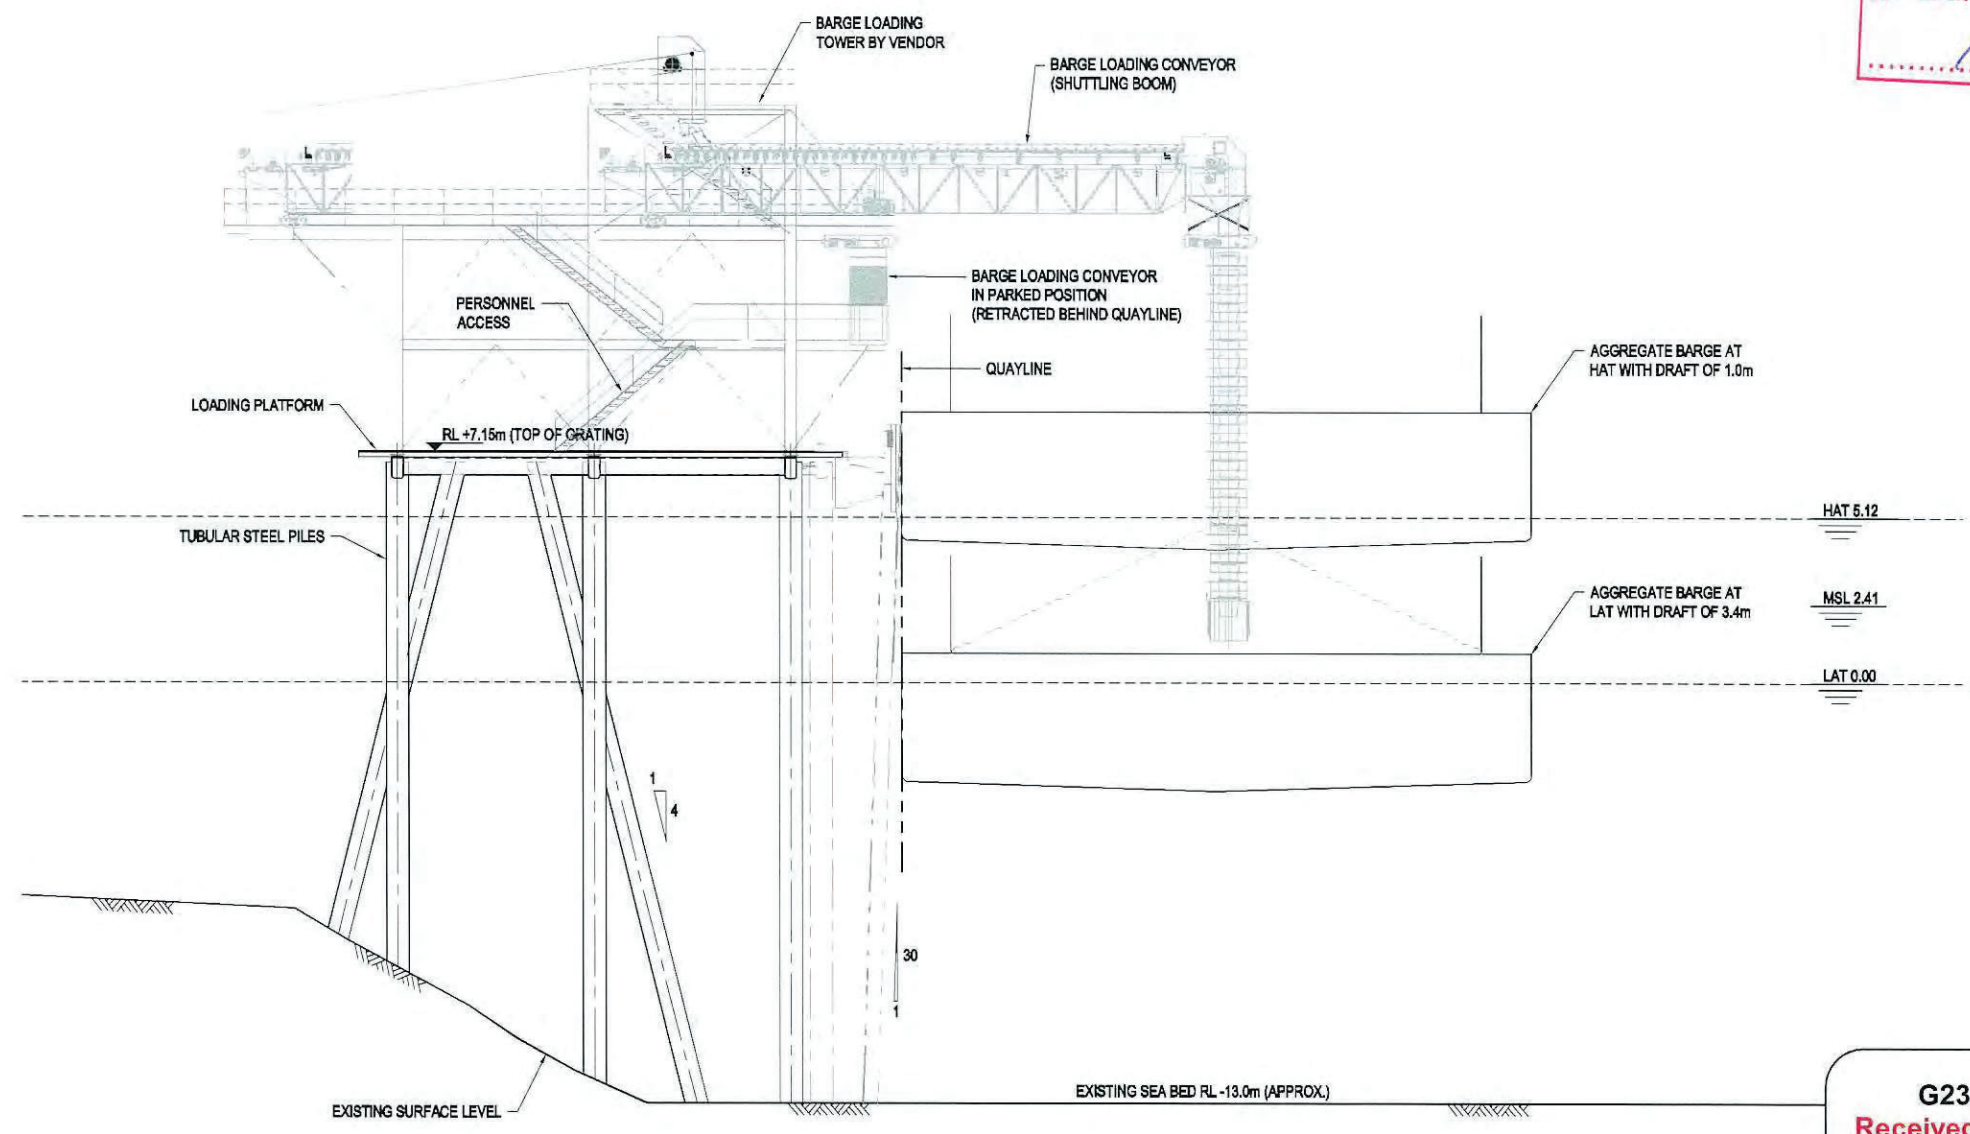 BARGE LOADING
TOWER BY VENDOR
BARGE LOADING CONVEYOR
(SHUTTLING BOOM)
BARGE LOADING CONVEYOR
IN PARKED POSITION
(RETRACTED BEHIND QUAYLINE)
PERSONNEL
ACCESS
QUAYLINE
AGGREGATE BARGE AT
HAT WITH DRAFT OF 1.0m
LOADING PLATFORM
RL +7.15m (TOP OF GRATING)
HAT 5.12
TUBULAR STEEL PILES
AGGREGATE BARGE AT
LAT WITH DRAFT OF 3.4m
MSL 2.41
LAT 0.00
1
4
30
1
EXISTING SEA BED RL -13.0m (APPROX.)
EXISTING SURFACE LEVEL
G23
Received